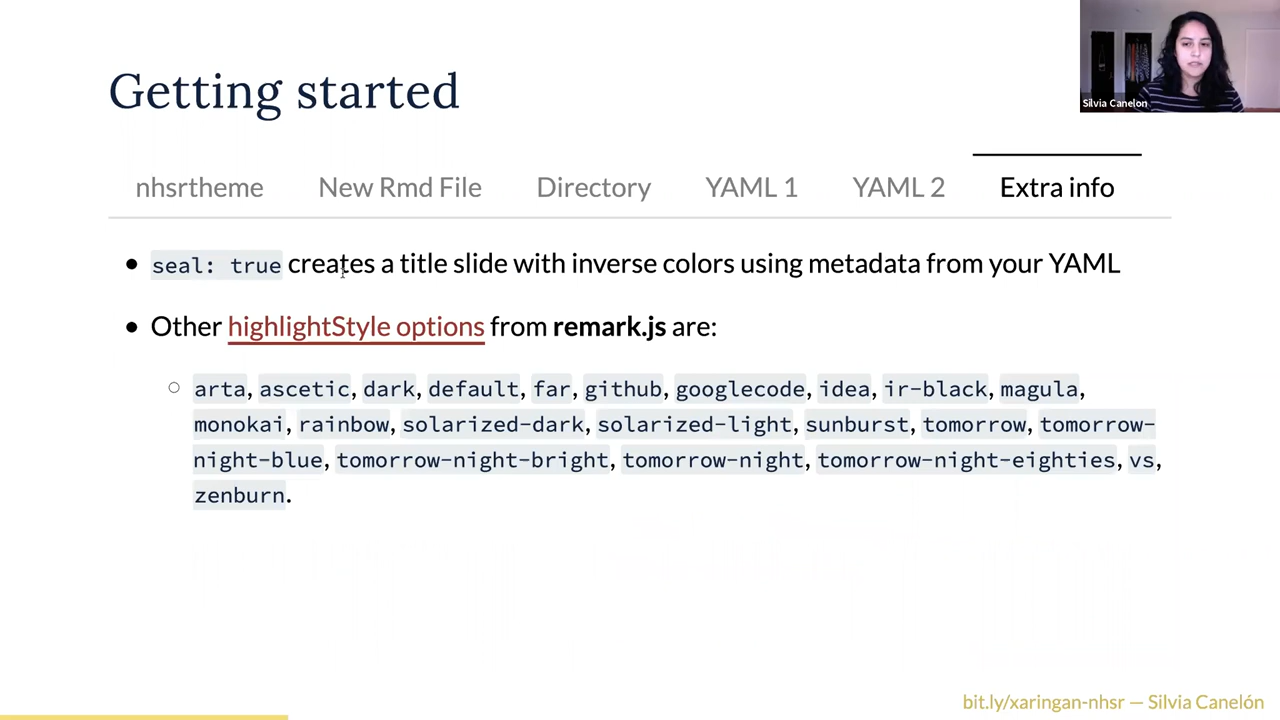 Silvia Canelon
Getting started
nhsrtheme New Rmd File Directory YAML 1 YAML 2 Extra info
seal: true creates a title slide with inverse colors using metadata from your YAML
Other highlightStyle options from remark.js are:
arta, ascetic, dark, default, far, github, googlecode, idea, ir-black, magula,
monokai, rainbow, solarized-dark, solarized-light, sunburst, tomorrow, tomorrow-
night-blue, tomorrow-night-bright, tomorrow-night, tomorrow-night-eighties, vs,
zenburn.
bit.ly/xaringan-nhsr — Silvia Canelón